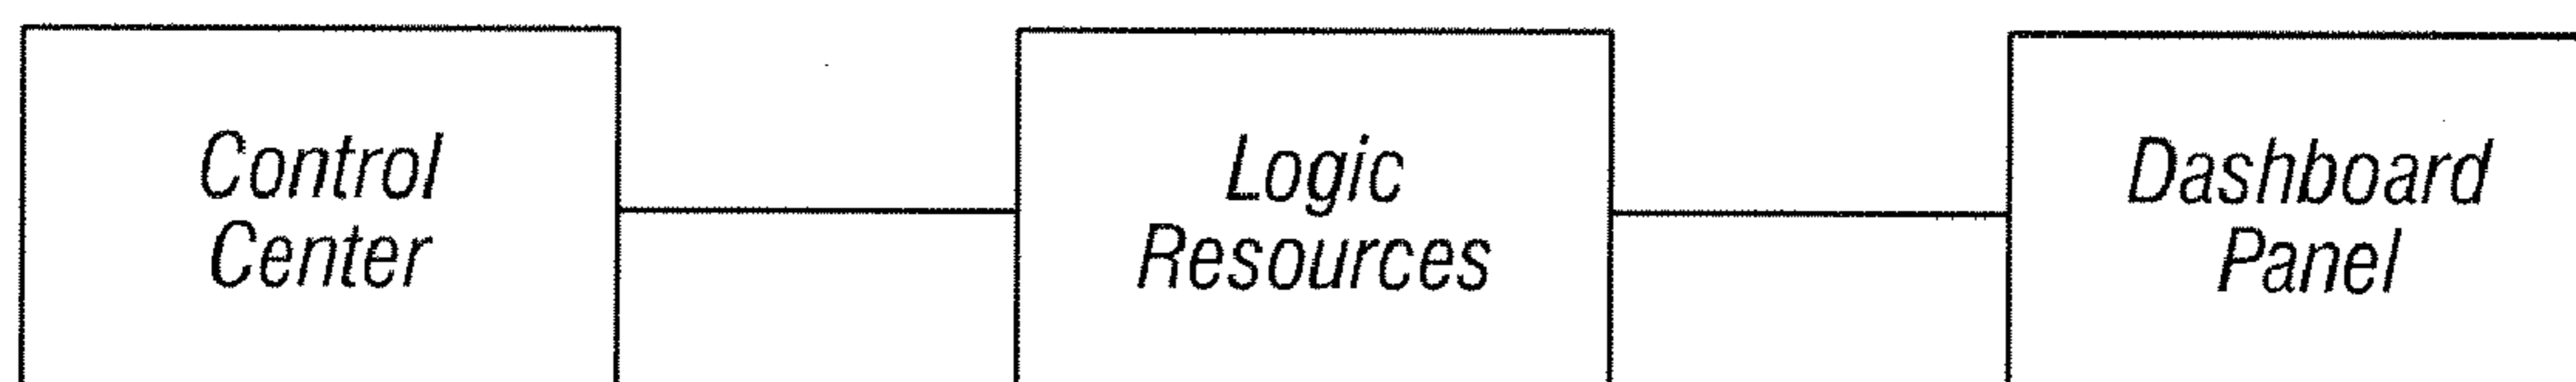 Control
Center
Logic
Resources
Dashboard
Panel